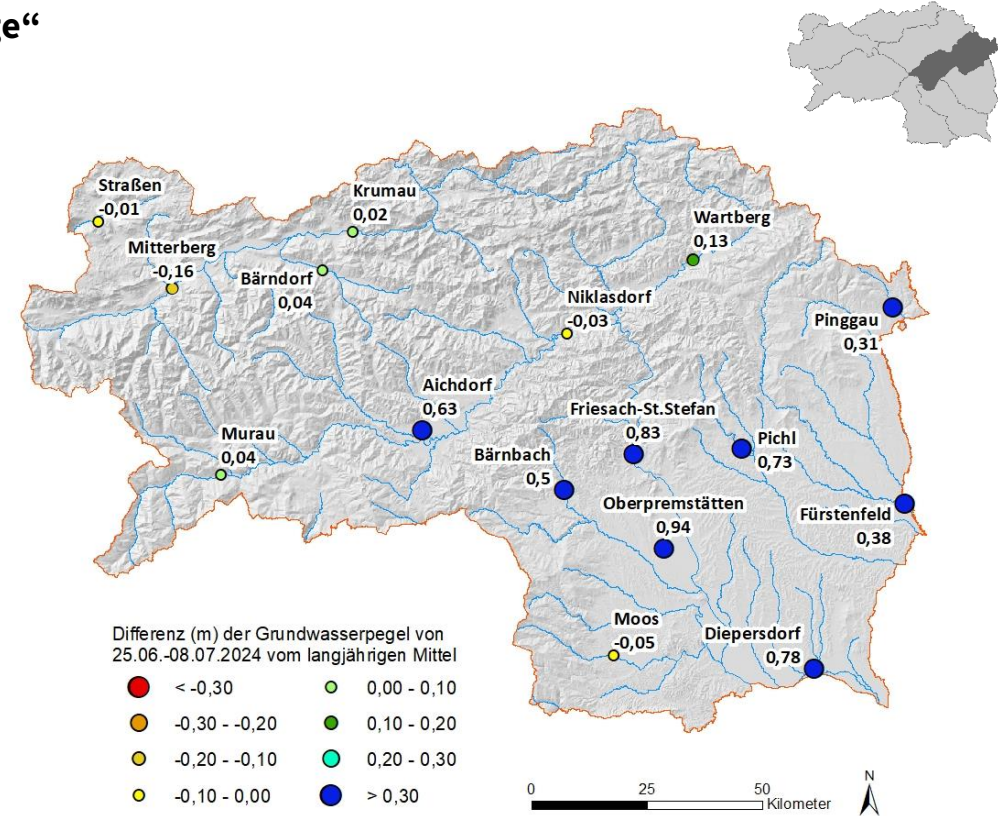 ge“
Straßen
-0,01
Krumau
0,02
Mitterberg
-0,16
Bärndorf
0,04
Wartberg
0,13
Niklasdorf
-0,03
Pinggau
0,31
Aichdorf
0,63
Friesach-St.Stefan
0,83
Murau
0,04
Pichl
0,73
Bärnbach
0,5
Oberpremstätten
0,94
Fürstenfeld
0,38
Moos
-0,05
Diepersdorf
0,78
Differenz (m) der Grundwasserpegel von
25.06.-08.07.2024 vom langjährigen Mittel
< -0,30
-0,30 - -0,20
-0,20 - -0,10
-0,10 - 0,00
0,00 - 0,10
0,10 - 0,20
0,20 - 0,30
> 0,30
0 25 50
Kilometer
N